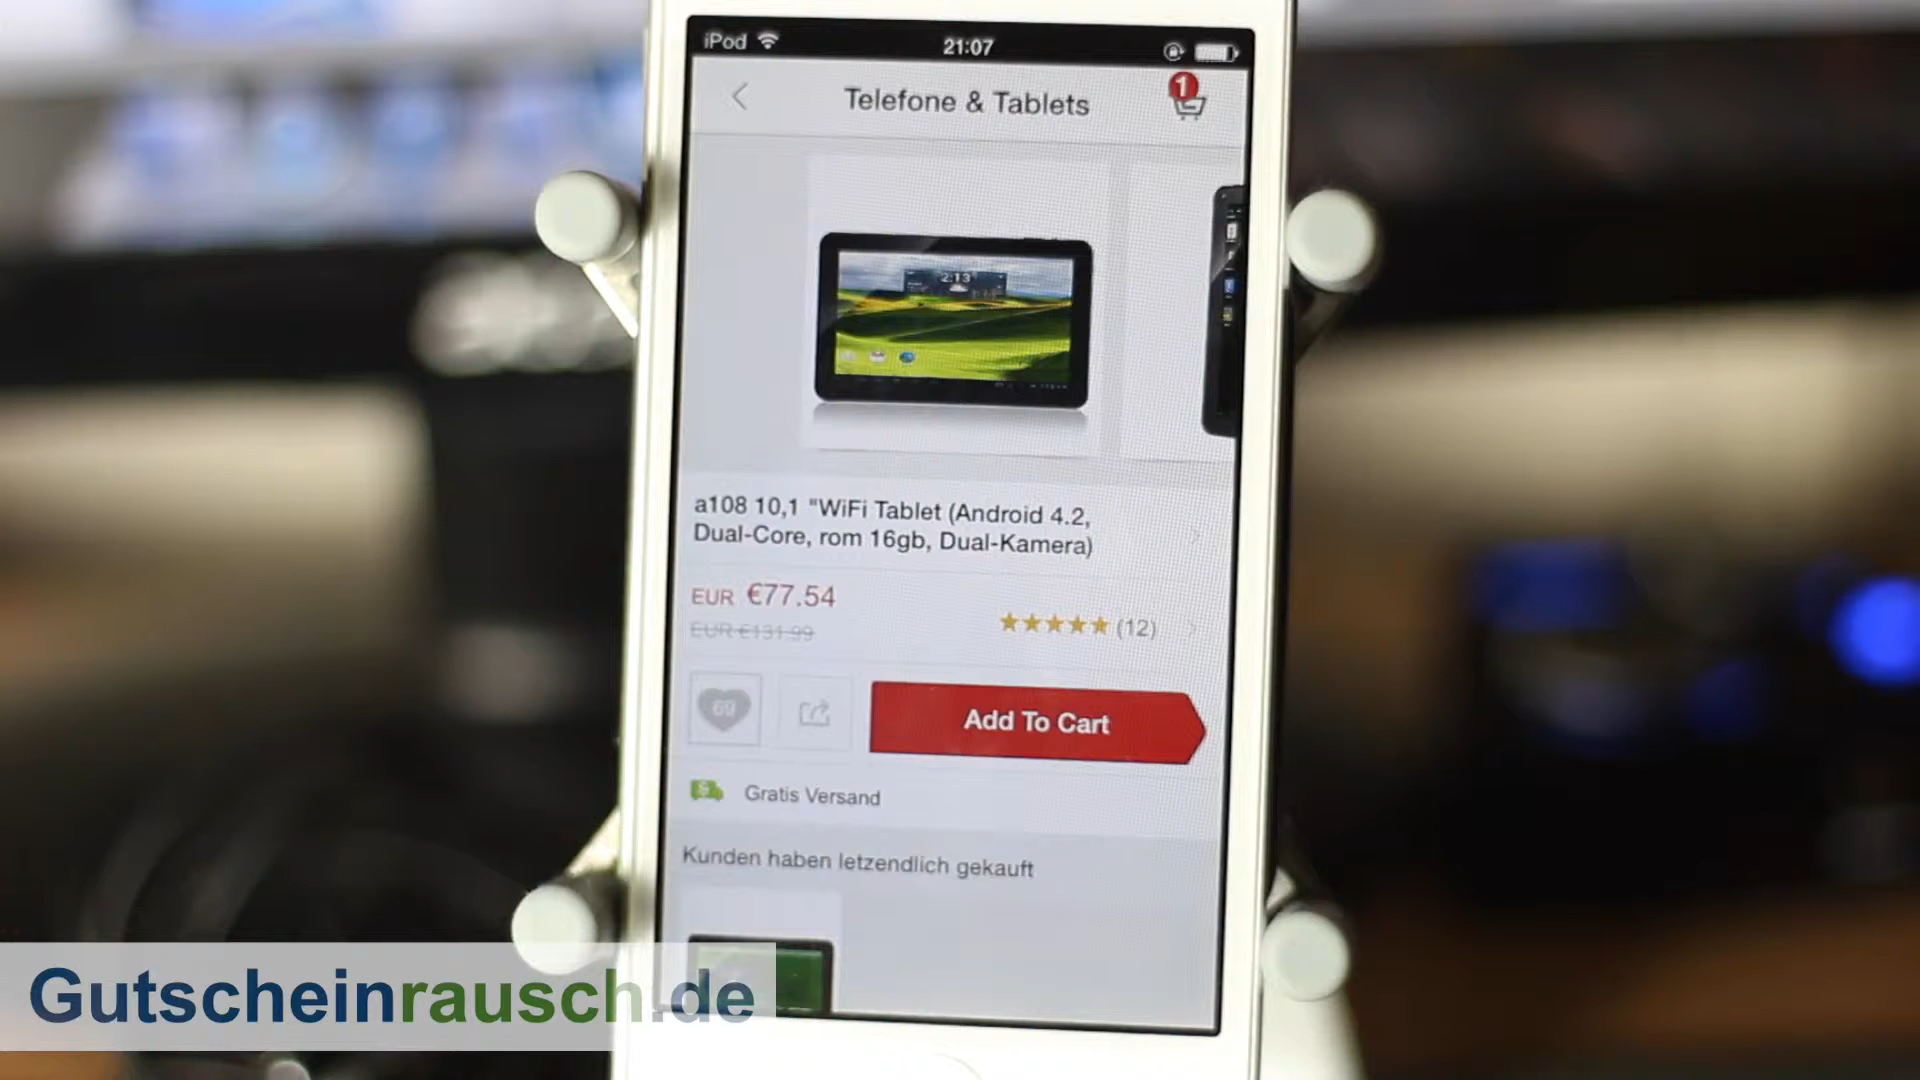 iPod
21:07
Telefone & Tablets
1
2:13
a108 10,1 "WiFi Tablet (Android 4.2,
Dual-Core, rom 16gb, Dual-Kamera)
EUR €77.54
EUR €131.99
(12)
69
Add To Cart
Gratis Versand
Kunden haben letzendlich gekauft
Gutscheinrausch.de